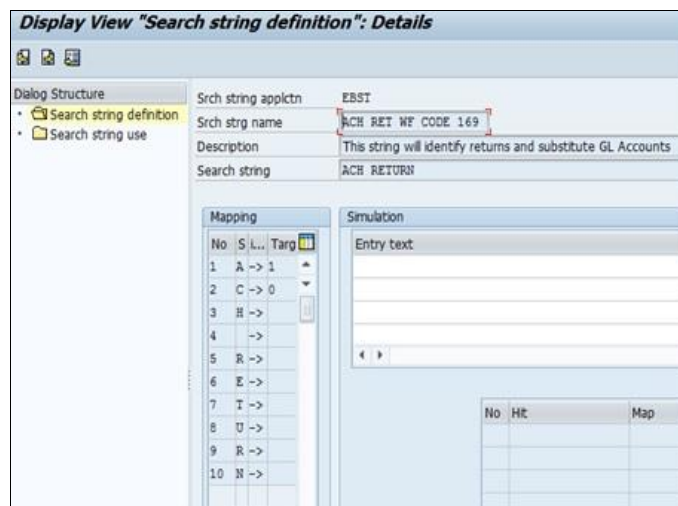 Display View "Search string definition": Details
Dialog Structure
Search string definition
Search string use
Srch string applctn EBST
Srch strg name ACH RET WF CODE 169
Description This string will identify returns and substitute GL Accounts
Search string ACH RETURN
Mapping
No S i... Targ
1 A -> 1
2 C -> 0
3 H ->
4 ->
5 R ->
6 E ->
7 T ->
8 U ->
9 R ->
10 N ->
Simulation
Entry text
No Hit Map